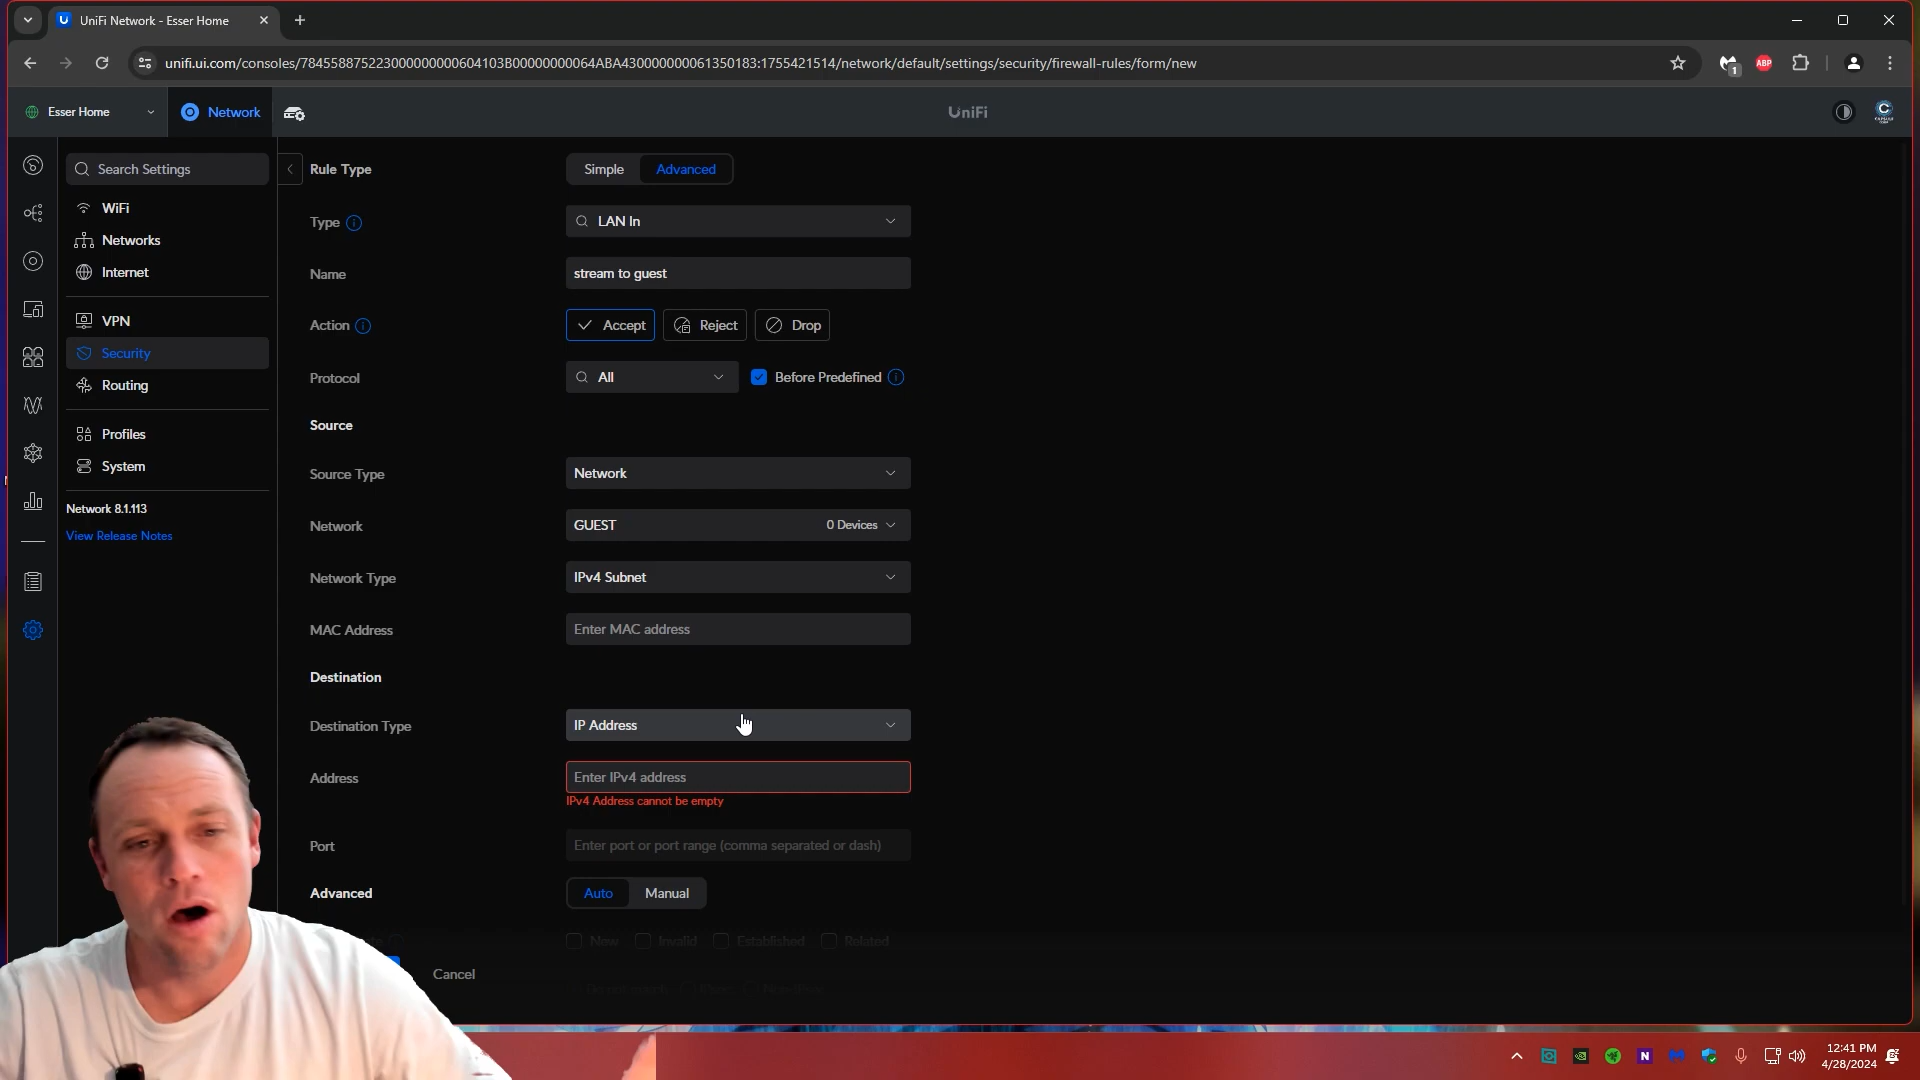 UniFi Network - Esser Home
unifi.ui.com/consoles/784558875223000000000604103B00000000064ABA430000000061350183:1755421514/network/default/settings/security/firewall-rules/form/new
ABP
1
Esser Home
Network
UniFi
Search Settings
WiFi
Networks
Internet
VPN
Security
Routing
Profiles
System
Network 8.1.113
View Release Notes
Rule Type
Simple
Advanced
Type
LAN In
Name
stream to guest
Action
Accept
Reject
Drop
Protocol
All
Before Predefined
Source
Source Type
Network
Network
GUEST
0 Devices
Network Type
IPv4 Subnet
MAC Address
Enter MAC address
Destination
Destination Type
IP Address
Address
Enter IPv4 address
IPv4 Address cannot be empty
Port
Enter port or port range (comma separated or dash)
Advanced
Auto
Manual
New
Invalid
Established
Related
Cancel
12:41 PM
4/28/2024